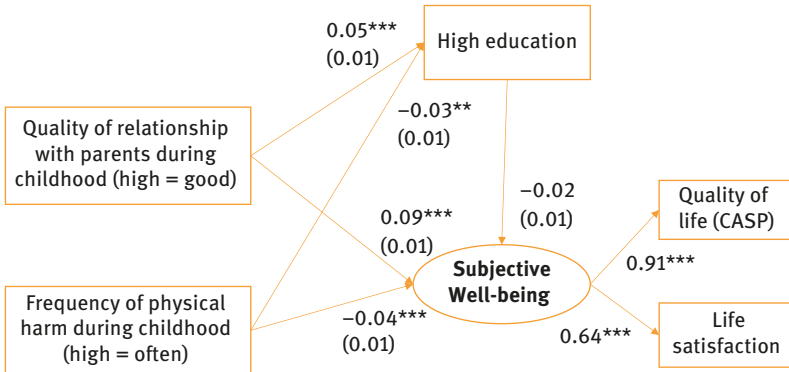 0.05***
(0.01)
High education
−0.03**
(0.01)
Quality of relationship
with parents during
childhood (high = good)
−0.02
(0.01)
Quality of
life (CASP)
0.09***
(0.01)
Subjective
Well-being
0.91***
Frequency of physical
harm during childhood
(high = often)
−0.04***
(0.01)
0.64***
Life
satisfaction